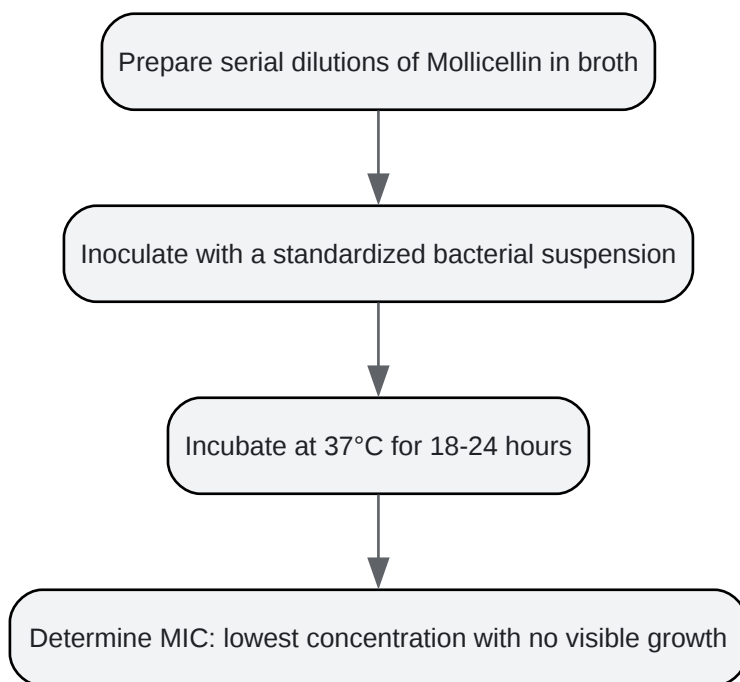 Prepare serial dilutions of Mollicellin in broth
Inoculate with a standardized bacterial suspension
Incubate at 37°C for 18-24 hours
Determine MIC: lowest concentration with no visible growth